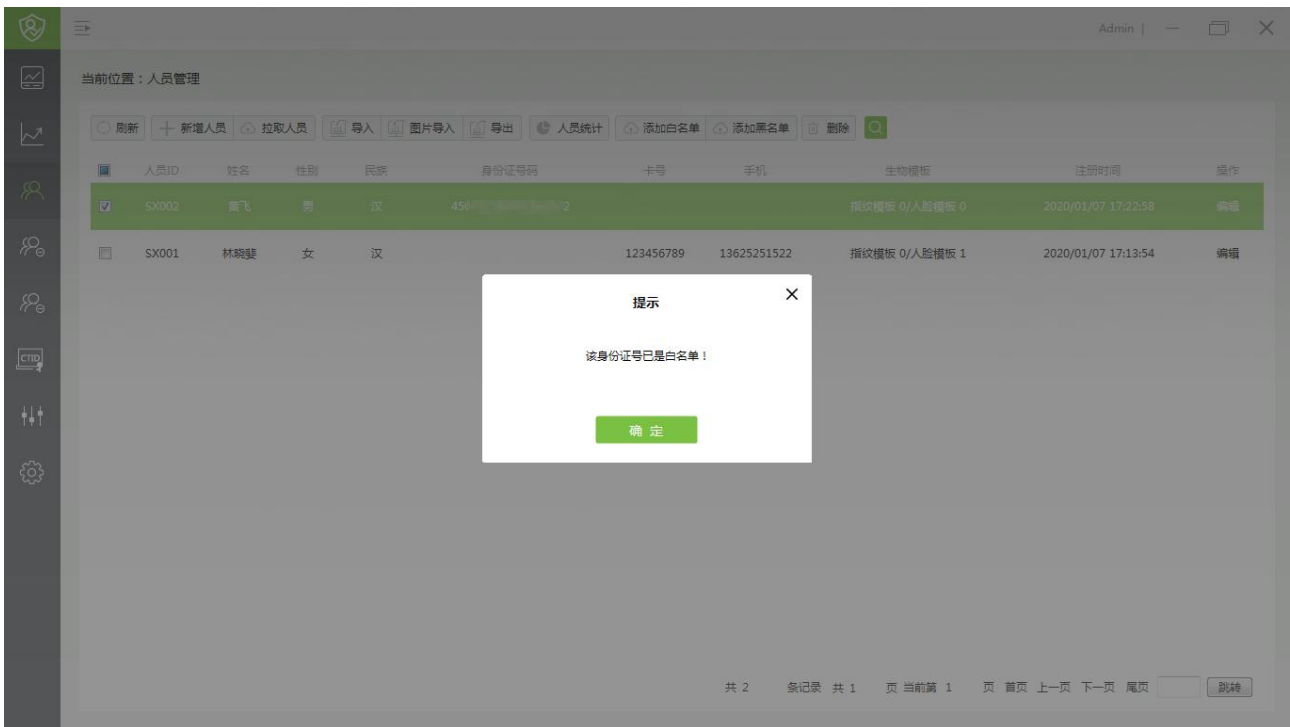 Admin |
当前位置：人员管理
刷新 新增人员 拉取人员 导入 图片导入 导出 人员统计 添加白名单 添加黑名单 删除
人员ID 姓名 性别 民族 身份证号码 卡号 手机 生物模板 注册时间 操作
SX002 黄飞 男 汉 450 2 指纹模板 0/人脸模板 0 2020/01/07 17:22:58 编辑
SX001 林晓斐 女 汉 123456789 13625251522 指纹模板 0/人脸模板 1 2020/01/07 17:13:54 编辑
提示
该身份证号已是白名单！
确 定
CTID
共 2 条记录 共 1 页 当前第 1 页 首页 上一页 下一页 尾页 跳转